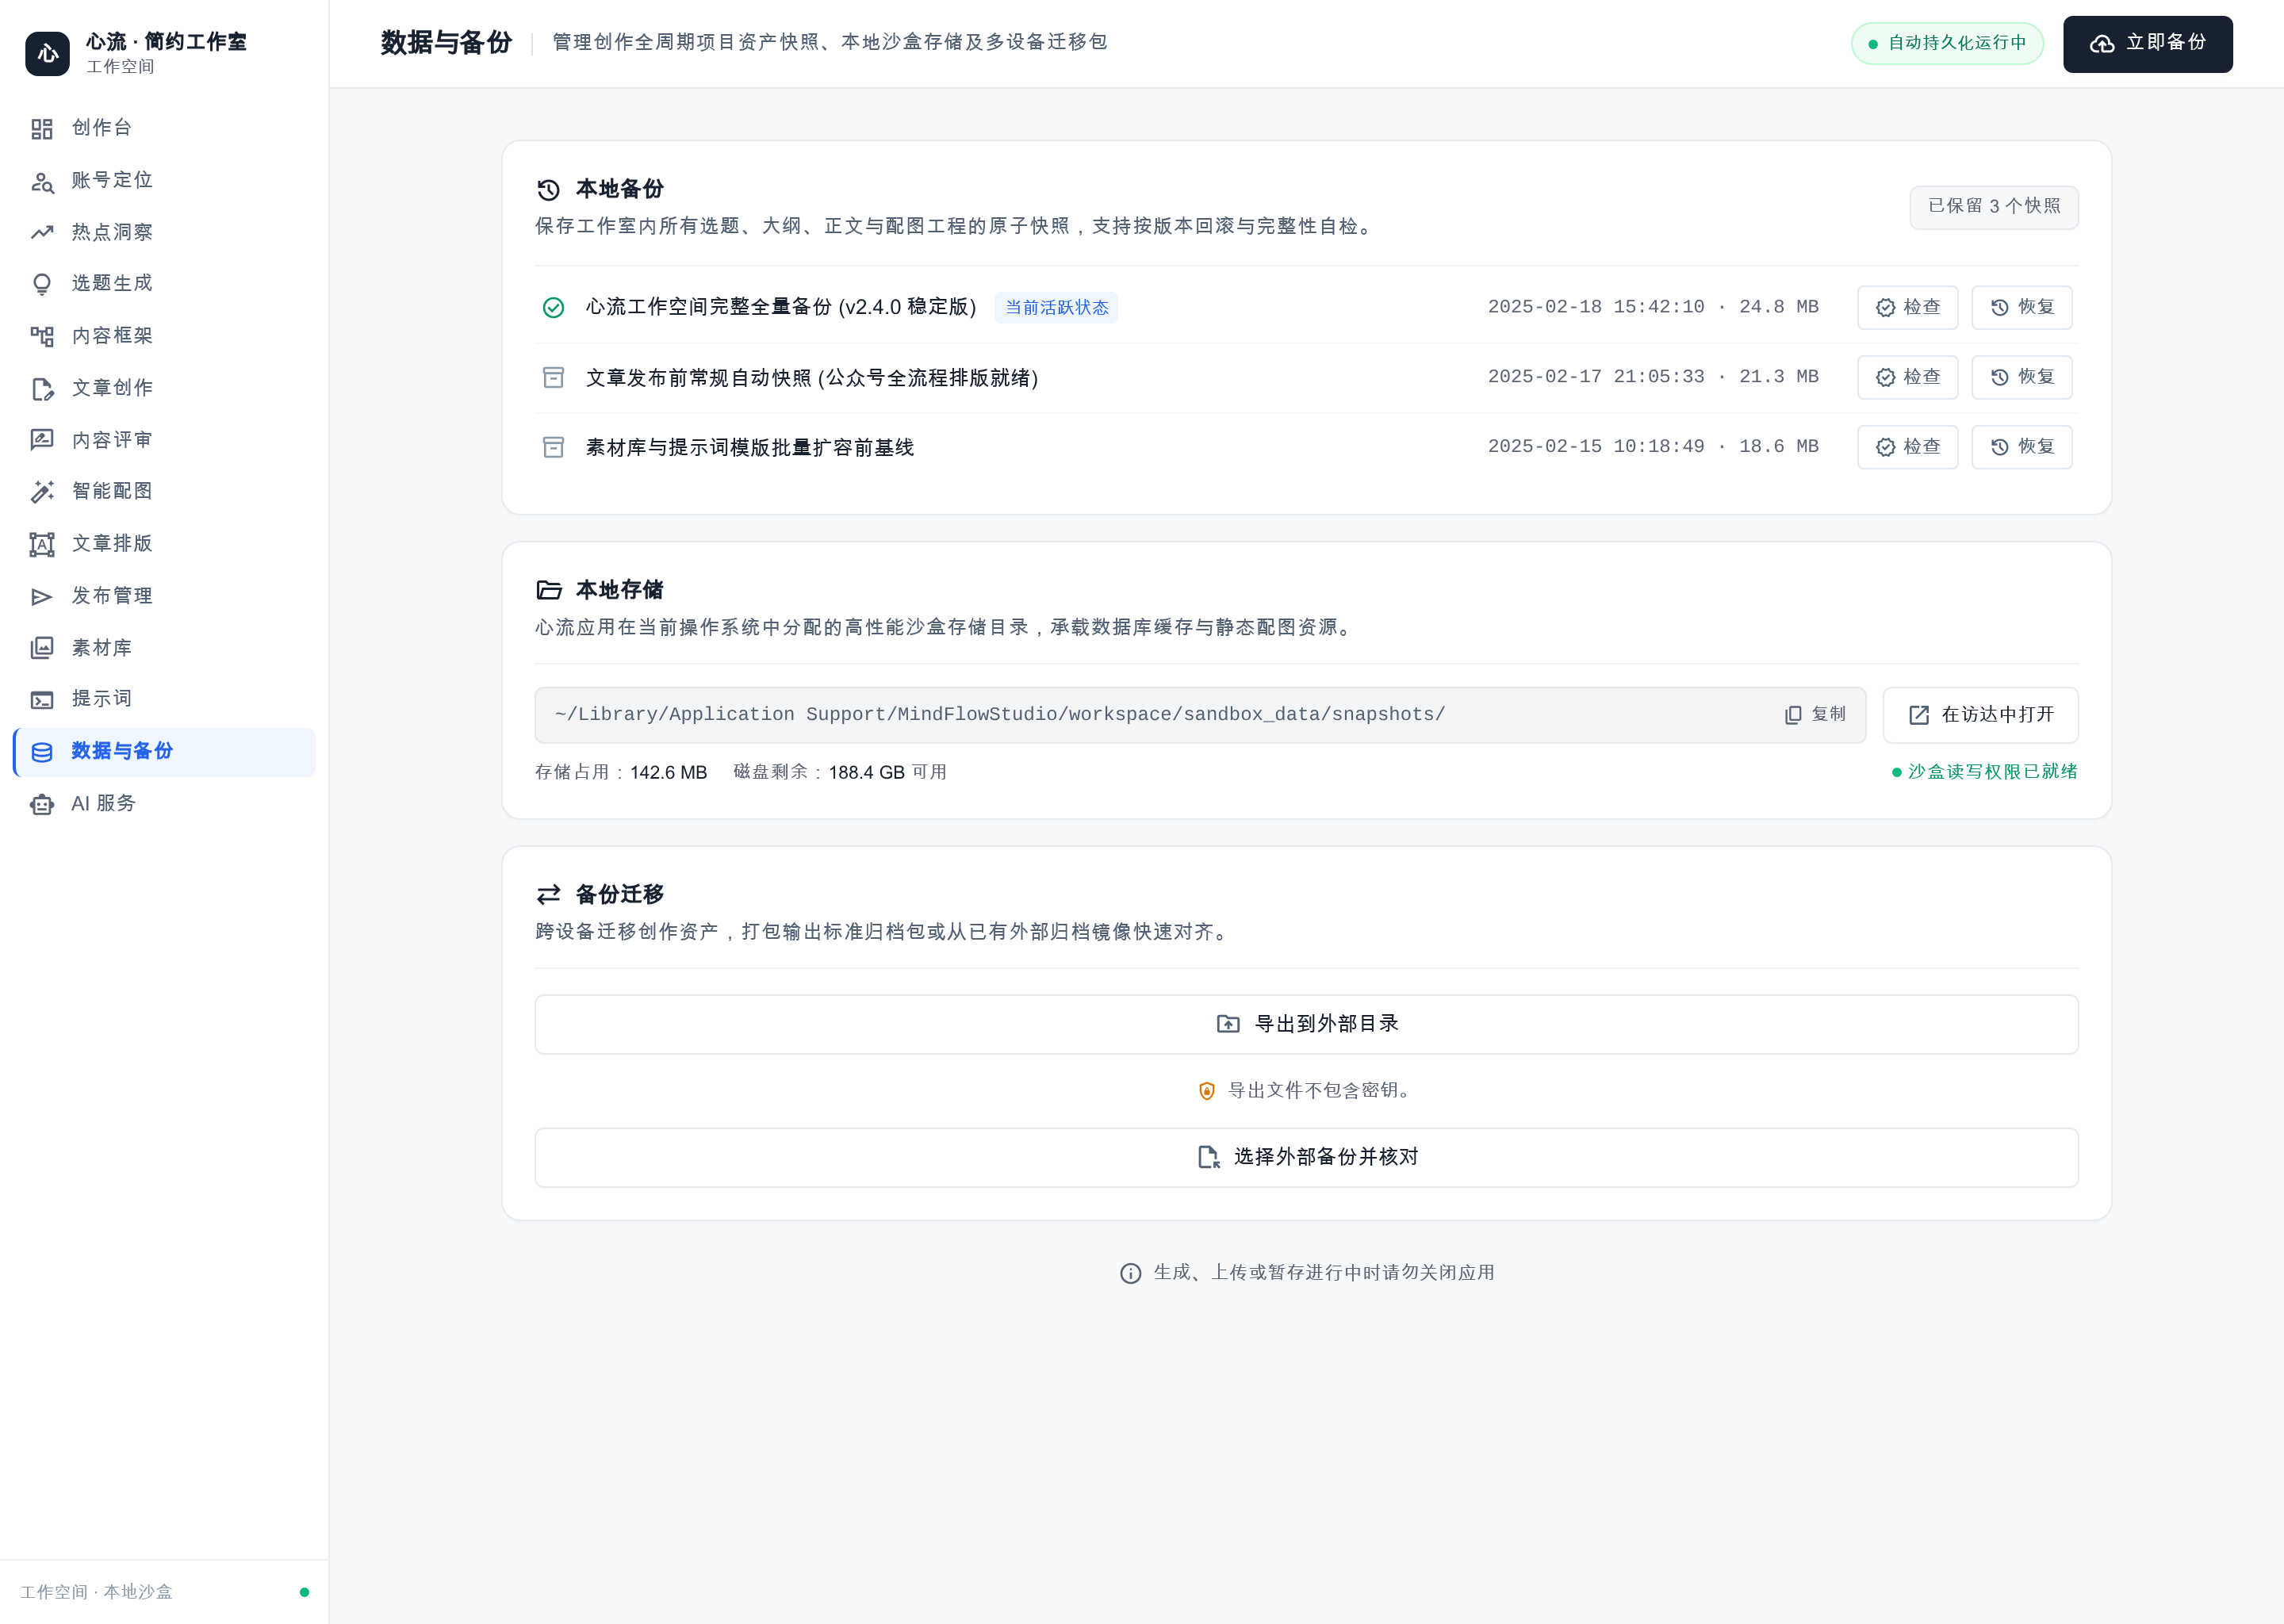 心
心流 · 简约工作室
工作空间
创作台
账号定位
热点洞察
选题生成
内容框架
文章创作
内容评审
智能配图
文章排版
发布管理
素材库
提示词
数据与备份
AI 服务
工作空间 · 本地沙盒
数据与备份
管理创作全周期项目资产快照、本地沙盒存储及多设备迁移包
自动持久化运行中
立即备份
本地备份
保存工作室内所有选题、大纲、正文与配图工程的原子快照，支持按版本回滚与完整性自检。
已保留 3 个快照
心流工作空间完整全量备份 (v2.4.0 稳定版) 当前活跃状态 2025-02-18 15:42:10 · 24.8 MB 检查 恢复
文章发布前常规自动快照 (公众号全流程排版就绪) 2025-02-17 21:05:33 · 21.3 MB 检查 恢复
素材库与提示词模版批量扩容前基线 2025-02-15 10:18:49 · 18.6 MB 检查 恢复
本地存储
心流应用在当前操作系统中分配的高性能沙盒存储目录，承载数据库缓存与静态配图资源。
~/Library/Application Support/MindFlowStudio/workspace/sandbox_data/snapshots/ 复制 在访达中打开
存储占用：142.6 MB 磁盘剩余：188.4 GB 可用 沙盒读写权限已就绪
备份迁移
跨设备迁移创作资产，打包输出标准归档包或从已有外部归档镜像快速对齐。
导出到外部目录
导出文件不包含密钥。
选择外部备份并核对
生成、上传或暂存进行中时请勿关闭应用